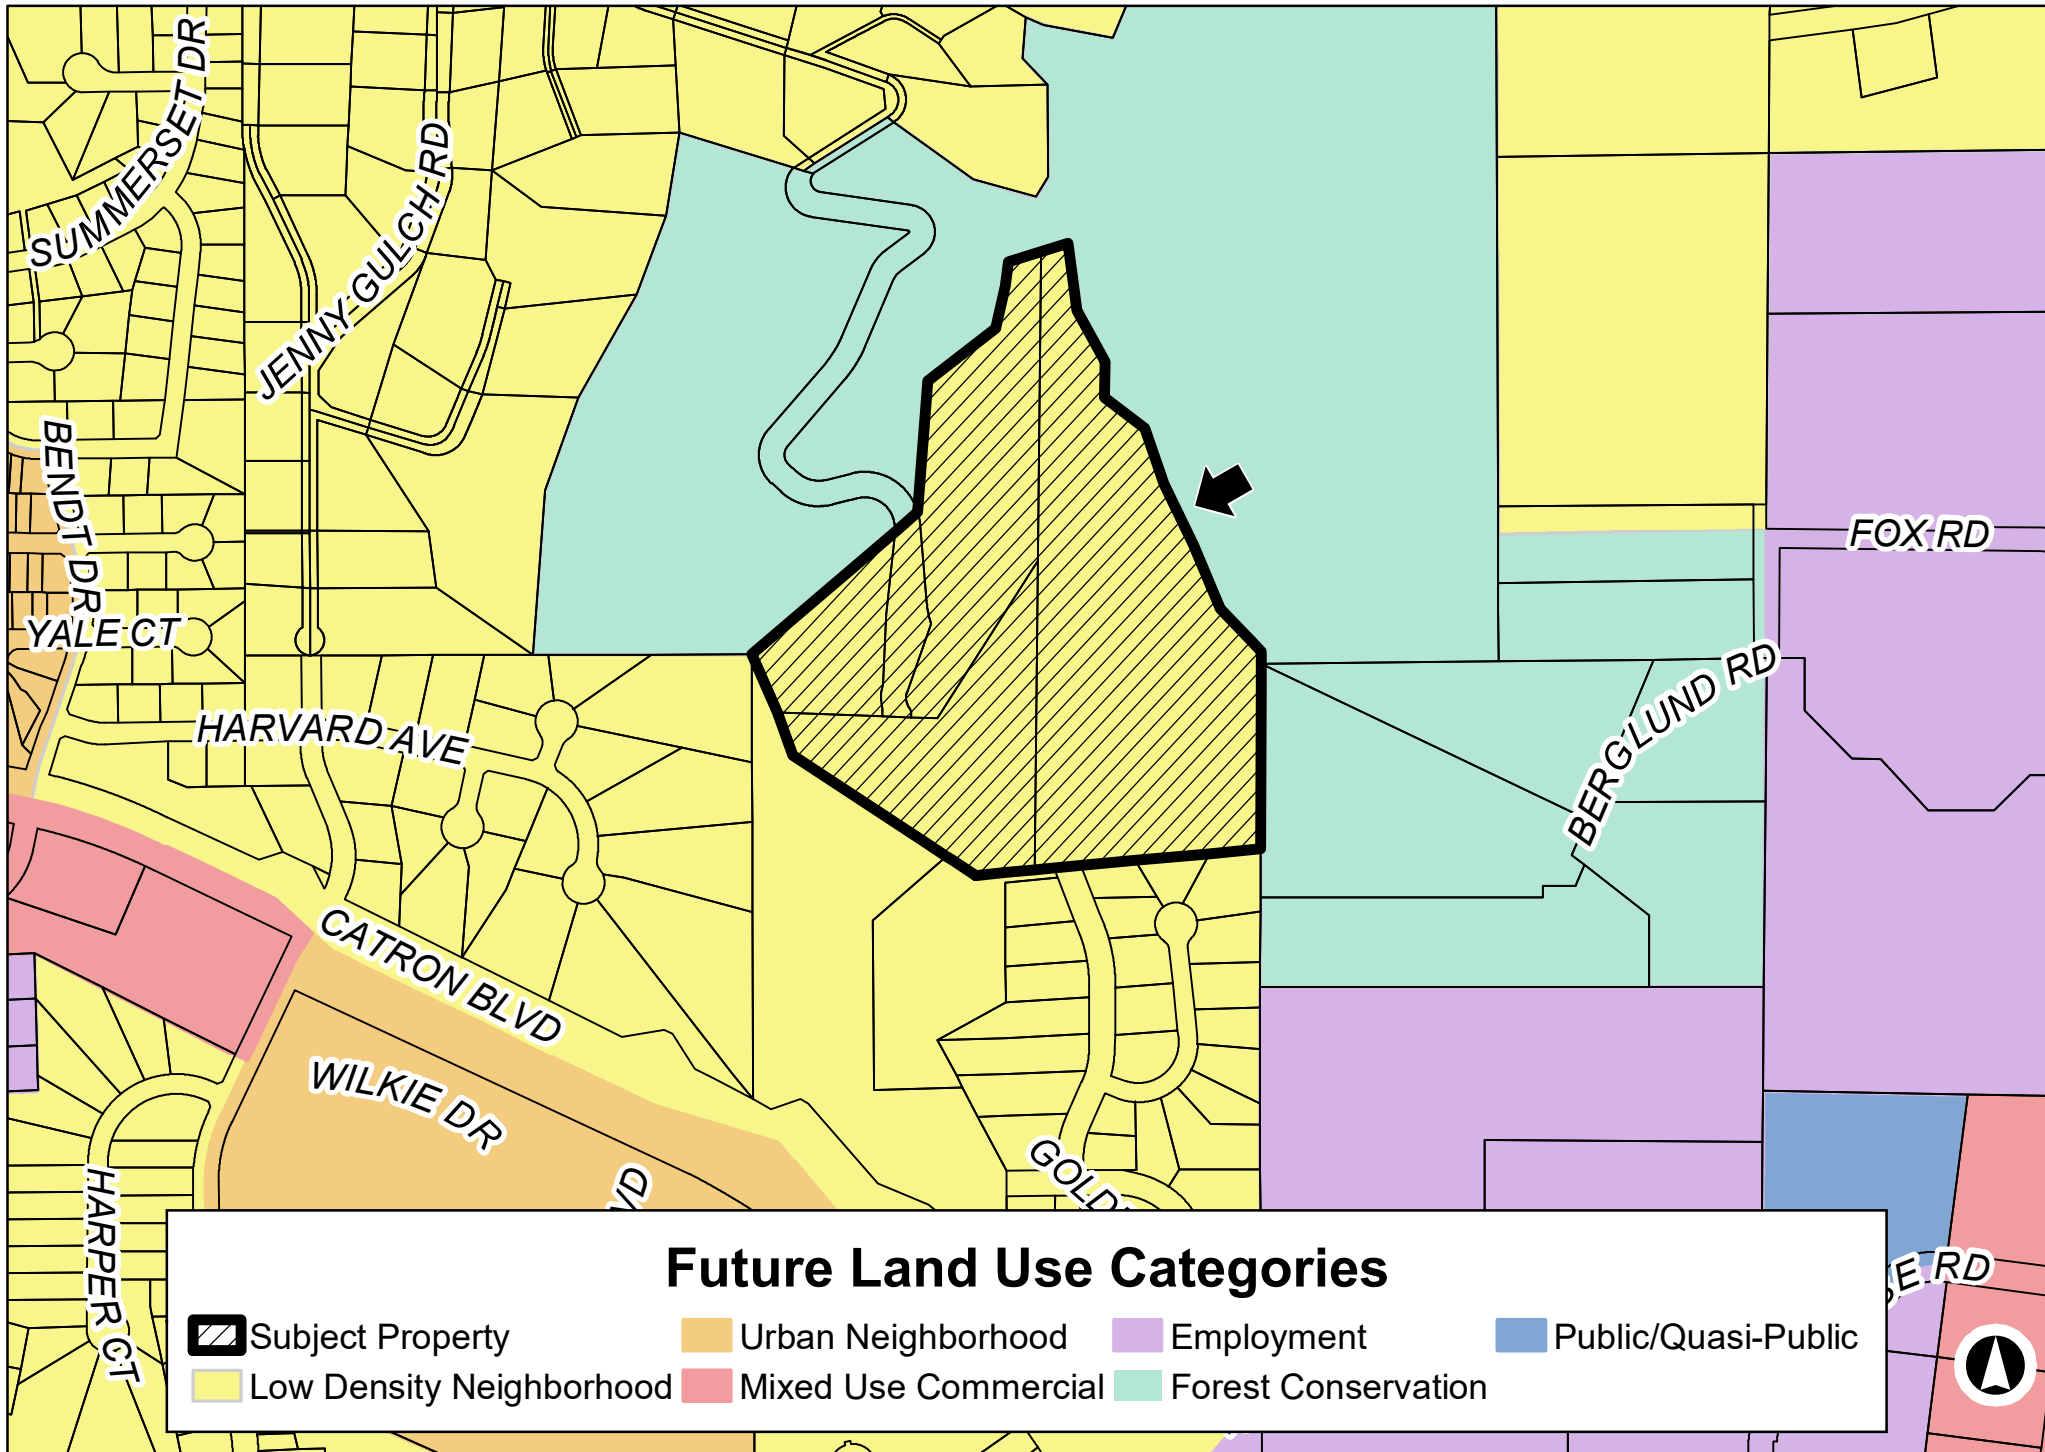 SUMMERSET DR
JENNY GULCH RD
BENDT DR
FOX RD
YALE CT
BERGLUND RD
HARVARD AVE
CATRON BLVD
WILKIE DR
HARPER CT
RD
Future Land Use Categories
Subject Property
Urban Neighborhood
Employment
Public/Quasi-Public
Low Density Neighborhood
Mixed Use Commercial
Forest Conservation